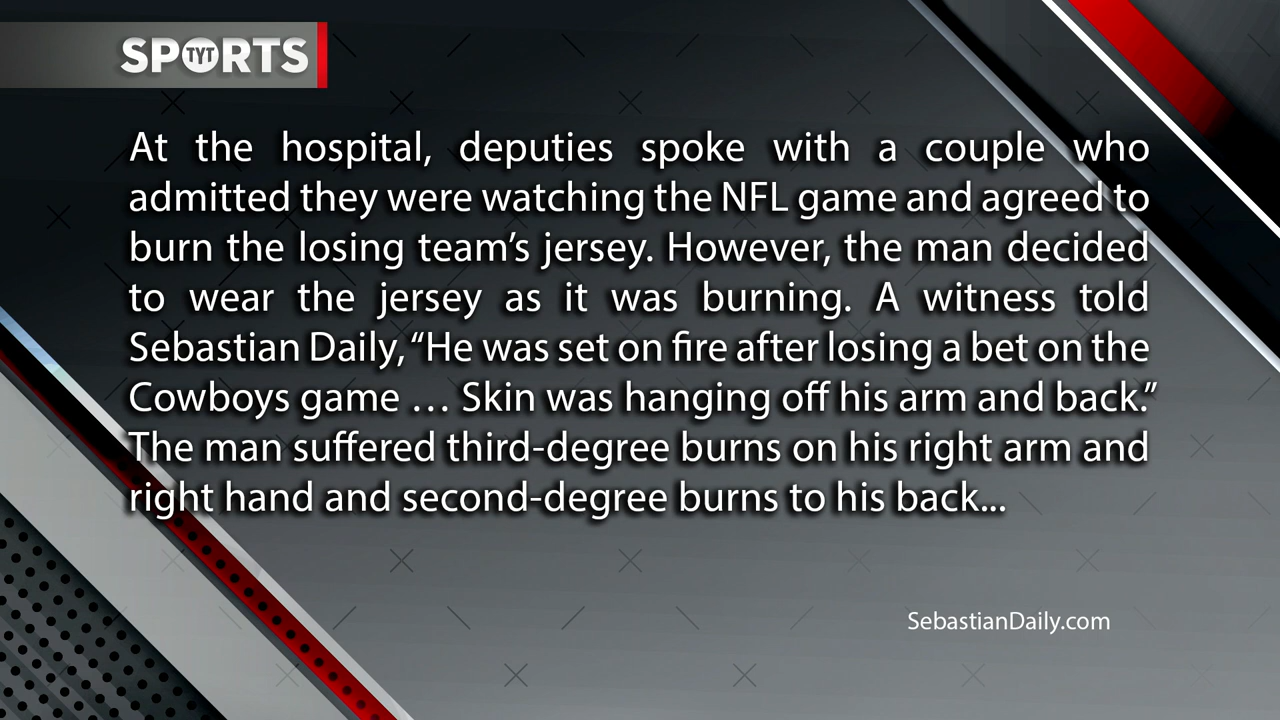 SPORTS
TYT
At the hospital, deputies spoke with a couple who
admitted they were watching the NFL game and agreed to
burn the losing team’s jersey. However, the man decided
to wear the jersey as it was burning. A witness told
Sebastian Daily, “He was set on fire after losing a bet on the
Cowboys game … Skin was hanging off his arm and back.”
The man suffered third-degree burns on his right arm and
right hand and second-degree burns to his back...
SebastianDaily.com